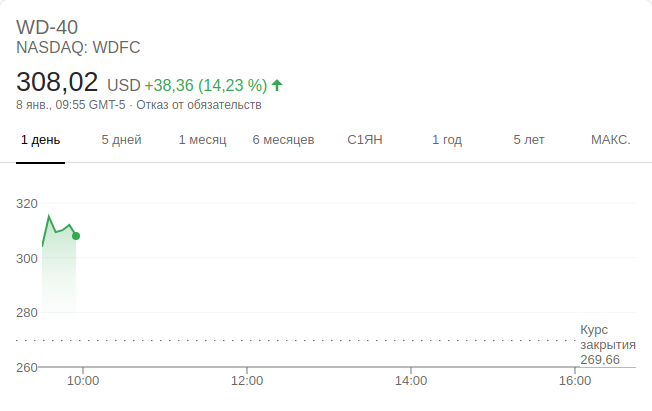 WD-40
NASDAQ: WDFC
308,02 USD +38,36 (14,23 %)
8 янв., 09:55 GMT-5 · Отказ от обязательств
1 день 5 дней 1 месяц 6 месяцев С1ЯН 1 год 5 лет МАКС.
320
300
280
Курс
закрытия
269,66
260
10:00 12:00 14:00 16:00